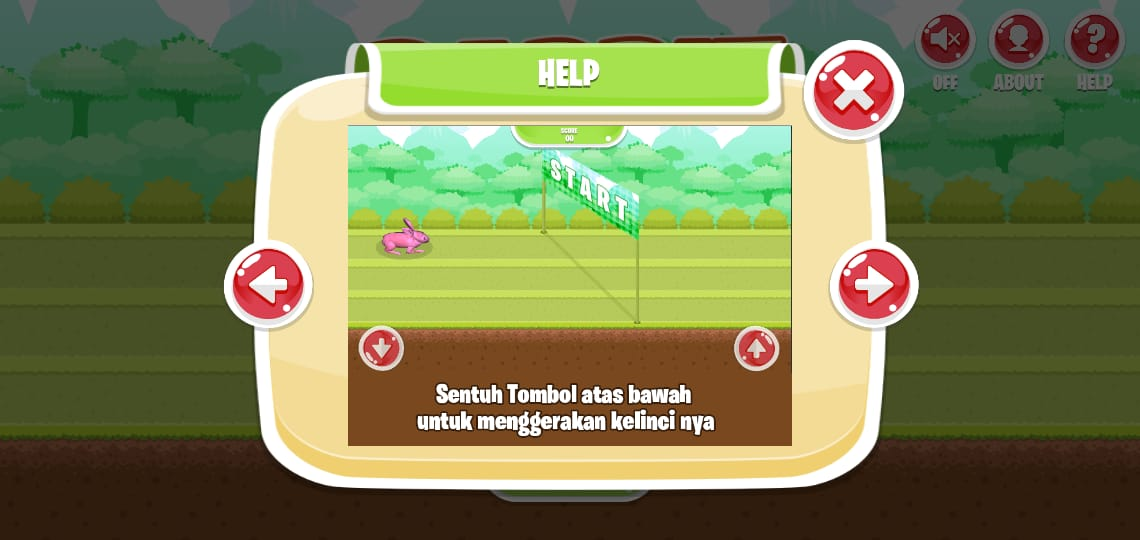 HELP
OFF
ABOUT
HELP
SCORE
00
START
Sentuh Tombol atas bawah
untuk menggerakan kelinci nya